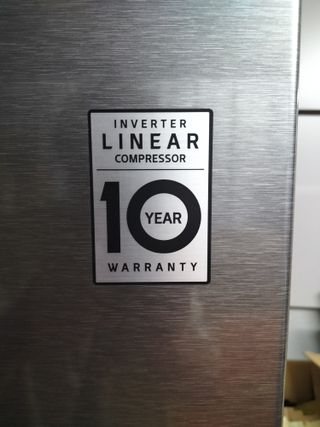 INVERTER
LINEAR
COMPRESSOR
10 YEAR
WARRANTY